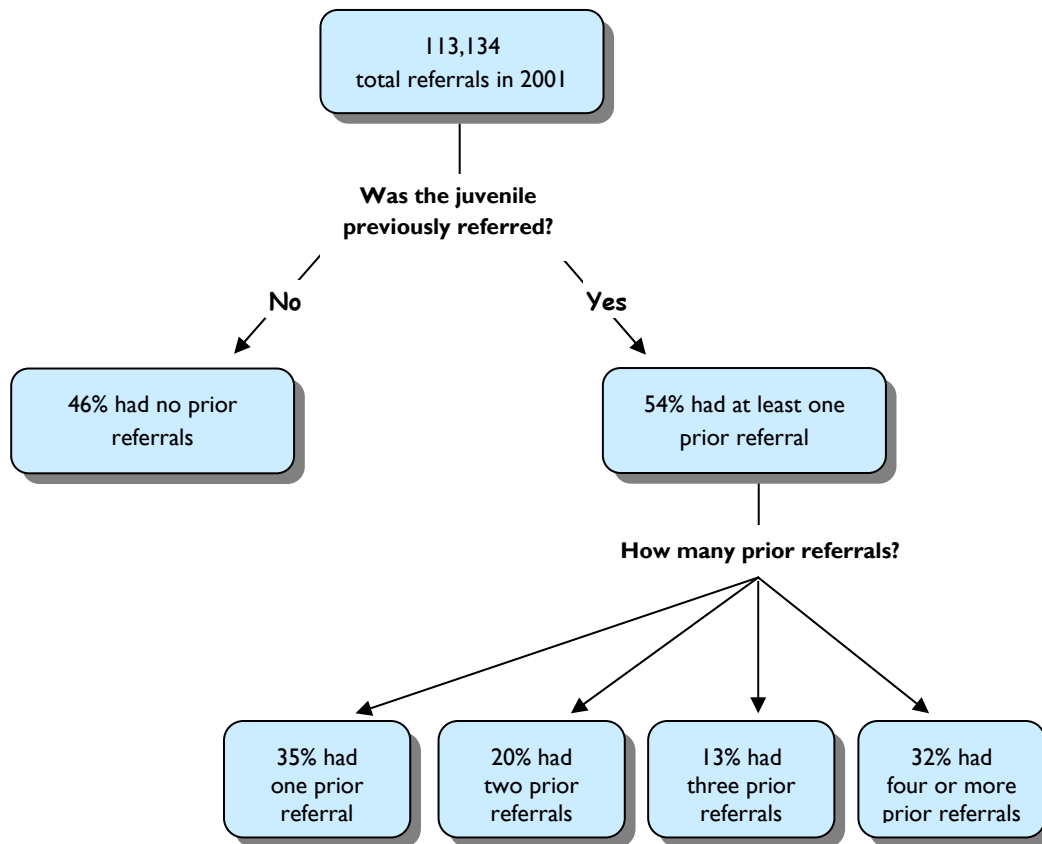 113,134
total referrals in 2001
Was the juvenile
previously referred?
No
Yes
46% had no prior
referrals
54% had at least one
prior referral
How many prior referrals?
35% had
one prior
referral
20% had
two prior
referrals
13% had
three prior
referrals
32% had
four or more
prior referrals